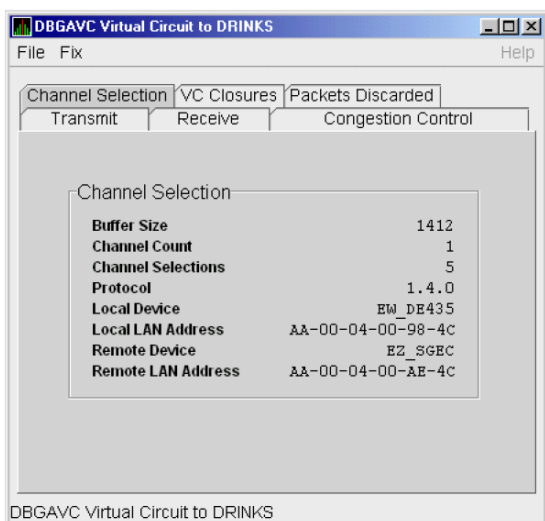 DBGAVC Virtual Circuit to DRINKS
File Fix Help
Channel Selection VC Closures Packets Discarded
Transmit Receive Congestion Control
Channel Selection
Buffer Size 1412
Channel Count 1
Channel Selections 5
Protocol 1.4.0
Local Device EW_DE435
Local LAN Address AA-00-04-00-98-4C
Remote Device EZ_SGEC
Remote LAN Address AA-00-04-00-AE-4C
DBGAVC Virtual Circuit to DRINKS